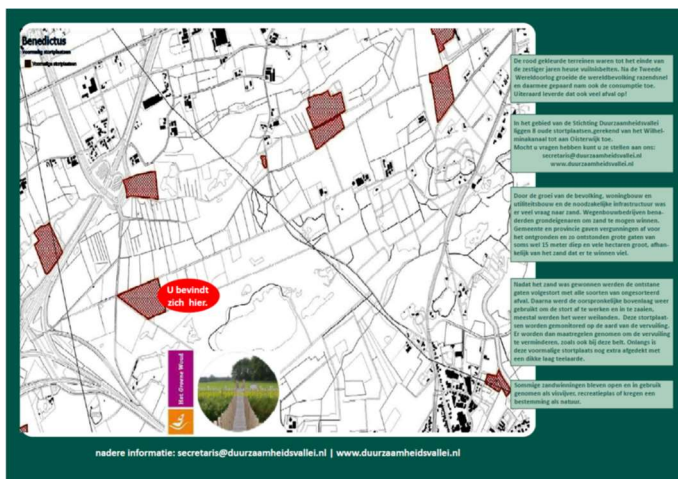 Benedictus
Voormalig stortplaatsen
Voormalige stortplaatsen
De rood gekleurde terreinen waren tot het einde van
de zestiger jaren heuse vuilnisbelten. Na de Tweede
Wereldoorlog groeide de wereldbevolking razendsnel
en daarmee gepaard nam ook de consumptie toe.
Uiteraard leverde dat ook veel afval op!
In het gebied van de Stichting Duurzaamheidsvallei
liggen 8 oude stortplaatsen,gerekend van het Wilhel-
minakanaal tot aan Oisterwijk toe.
Mocht u vragen hebben kunt u ze stellen aan ons:
secretaris@duurzaamheidsvallei.nl
www.duurzaamheidsvallei.nl
Door de groei van de bevolking, woningbouw en
utiliteitsbouw en de noodzakelijke infrastructuur was
er veel vraag naar zand. Wegenbouwbedrijven bena-
derden grondeigenaren om zand te mogen winnen.
Gemeente en provincie gaven vergunningen af voor
het ontgronden en zo ontstonden grote gaten van
soms wel 15 meter diep en vele hectaren groot, afhan-
kelijk van het zand dat er te winnen viel.
Nadat het zand was gewonnen werden de ontstane
gaten volgestort met alle soorten van ongesorteerd
afval. Daarna werd de oorspronkelijke bovenlaag weer
gebruikt om de stort af te werken en in te zaaien,
meestal werden het weer weilanden. Deze stortplaat-
sen worden gemonitord op de aard van de vervuiling.
Er worden dan maatregelen genomen om de vervuiling
te verminderen, zoals ook bij deze belt. Onlangs is
deze voormalige stortplaats nog extra afgedekt met
een dikke laag teelaarde.
Sommige zandwinningen bleven open en in gebruik
genomen als visvijver, recreatieplas of kregen een
bestemming als natuur.
U bevindt
zich hier.
Het Groene Woud
nadere informatie: secretaris@duurzaamheidsvallei.nl | www.duurzaamheidsvallei.nl